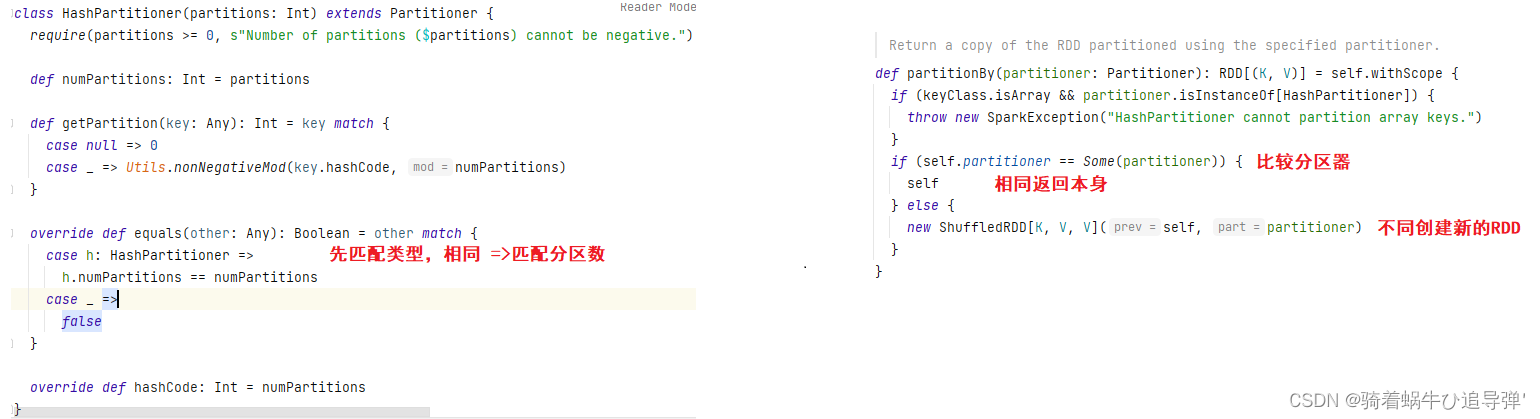 Reader Mode
class HashPartitioner(partitions: Int) extends Partitioner {
require(partitions >= 0, s"Number of partitions ($partitions) cannot be negative.")
def numPartitions: Int = partitions
def getPartition(key: Any): Int = key match {
case null => 0
case _ => Utils.nonNegativeMod(key.hashCode, mod = numPartitions)
}
override def equals(other: Any): Boolean = other match {
case h: HashPartitioner => 先匹配类型，相同 =>匹配分区数
h.numPartitions == numPartitions
case _ =>
false
}
override def hashCode: Int = numPartitions
}
Return a copy of the RDD partitioned using the specified partitioner.
def partitionBy(partitioner: Partitioner): RDD[(K, V)] = self.withScope {
if (keyClass.isArray && partitioner.isInstanceOf[HashPartitioner]) {
throw new SparkException("HashPartitioner cannot partition array keys.")
}
if (self.partitioner == Some(partitioner)) { 比较分区器
self 相同返回本身
} else {
new ShuffledRDD[K, V, V](prev = self, part = partitioner) 不同创建新的RDD
}
}
CSDN @骑着蜗牛ひ追导弹'